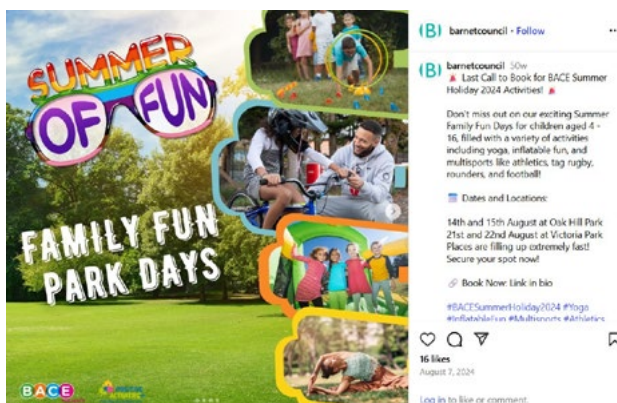 SUMMER
OF FUN
FAMILY FUN
PARK DAYS
BACE
barnetcouncil • Follow
barnetcouncil 50w
🚨 Last Call to Book for BACE Summer
Holiday 2024 Activities! 🚨
Don't miss out on our exciting Summer
Family Fun Days for children aged 4 -
16, filled with a variety of activities
including yoga, inflatable fun, and
multisports like athletics, tag rugby,
rounders, and football!
🗓️ Dates and Locations:
14th and 15th August at Oak Hill Park
21st and 22nd August at Victoria Park
Places are filling up extremely fast!
Secure your spot now!
🔗 Book Now: Link in bio
#BACESummerHoliday2024 #Yoga
#InflatableFun #Multisports #Athletics
16 likes
August 7, 2024
Log in to like or comment.